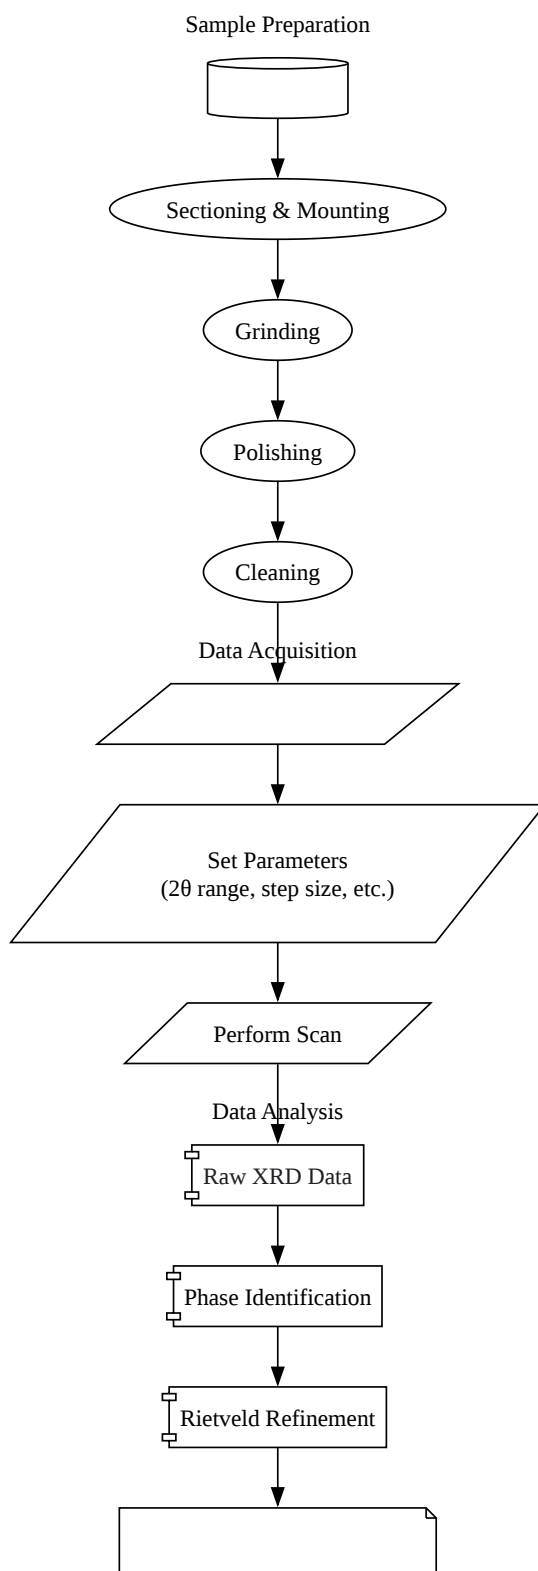 Sample Preparation
Sectioning & Mounting
Grinding
Polishing
Cleaning
Data Acquisition
Set Parameters
(2θ range, step size, etc.)
Perform Scan
Data Analysis
Raw XRD Data
Phase Identification
Rietveld Refinement